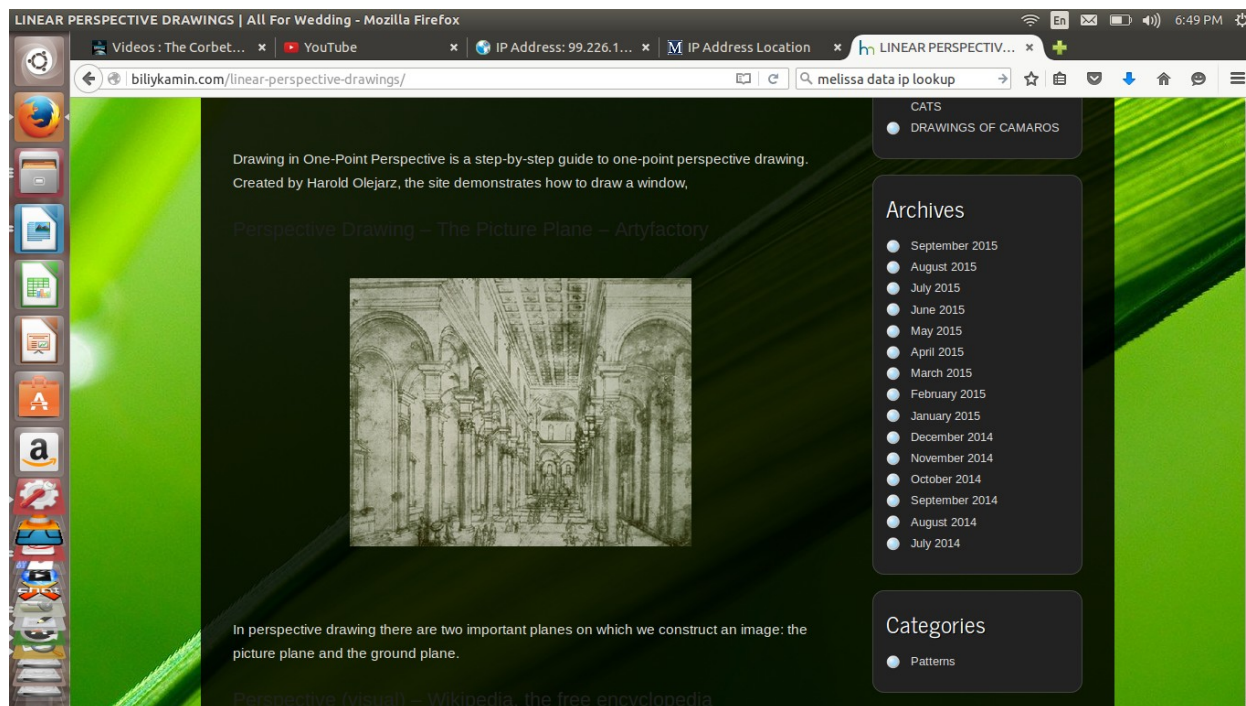 LINEAR PERSPECTIVE DRAWINGS | All For Wedding - Mozilla Firefox
En
6:49 PM
Videos : The Corbet... ×
YouTube ×
IP Address: 99.226.1... ×
M IP Address Location ×
LINEAR PERSPECTIV... ×
biliykamin.com/linear-perspective-drawings/
melissa data ip lookup
CATS
DRAWINGS OF CAMAROS
Drawing in One-Point Perspective is a step-by-step guide to one-point perspective drawing.
Created by Harold Olejarz, the site demonstrates how to draw a window,
Perspective Drawing – The Picture Plane – Artyfactory
In perspective drawing there are two important planes on which we construct an image: the
picture plane and the ground plane.
Perspective (visual) – Wikipedia, the free encyclopedia
Archives
September 2015
August 2015
July 2015
June 2015
May 2015
April 2015
March 2015
February 2015
January 2015
December 2014
November 2014
October 2014
September 2014
August 2014
July 2014
Categories
Patterns
a